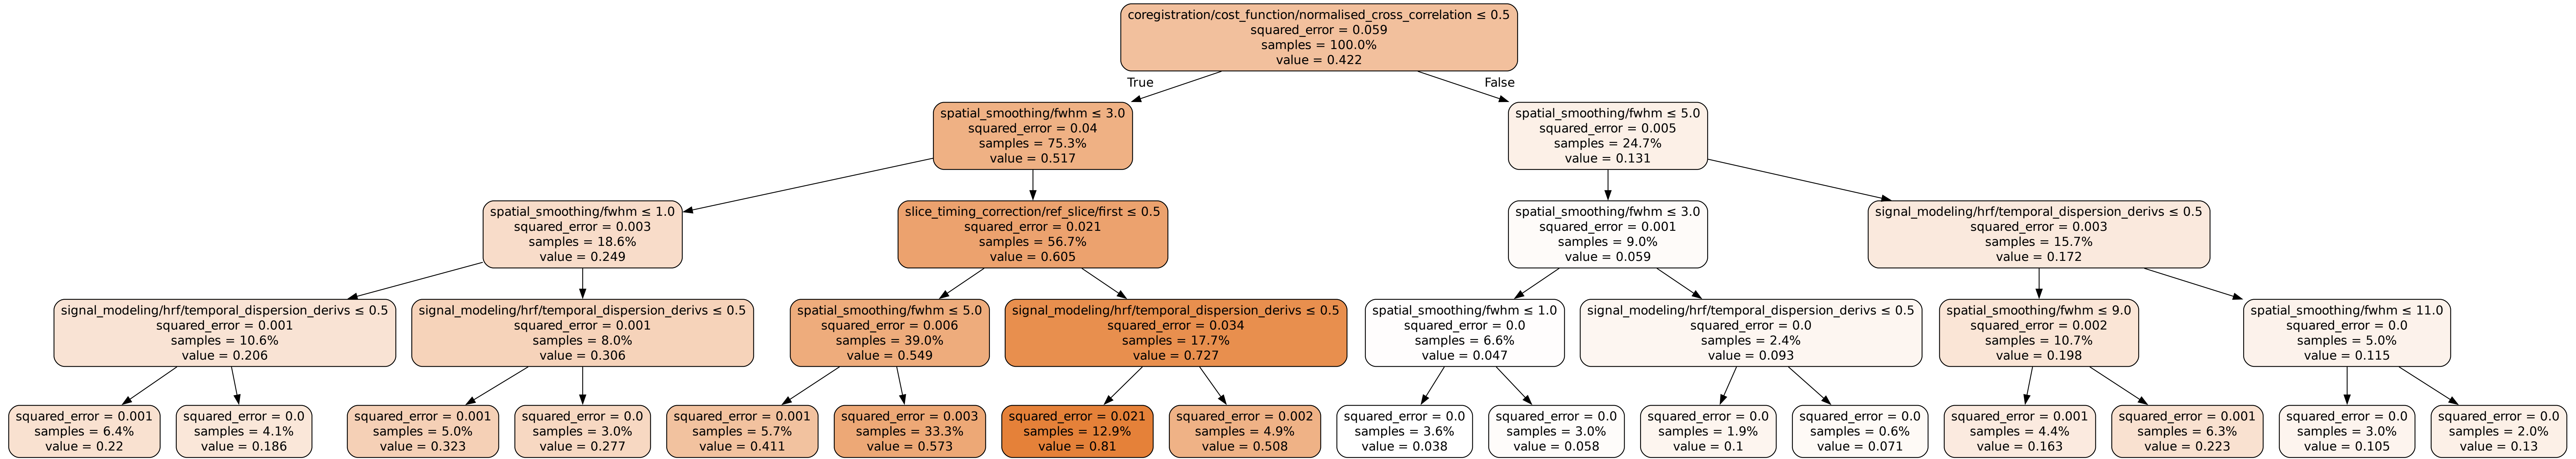 coregistration/cost_function/normalised_cross_correlation ≤ 0.5
squared_error = 0.059
samples = 100.0%
value = 0.422
True
False
spatial_smoothing/fwhm ≤ 3.0
squared_error = 0.04
samples = 75.3%
value = 0.517
spatial_smoothing/fwhm ≤ 5.0
squared_error = 0.005
samples = 24.7%
value = 0.131
spatial_smoothing/fwhm ≤ 1.0
squared_error = 0.003
samples = 18.6%
value = 0.249
slice_timing_correction/ref_slice/first ≤ 0.5
squared_error = 0.021
samples = 56.7%
value = 0.605
spatial_smoothing/fwhm ≤ 3.0
squared_error = 0.001
samples = 9.0%
value = 0.059
signal_modeling/hrf/temporal_dispersion_derivs ≤ 0.5
squared_error = 0.003
samples = 15.7%
value = 0.172
signal_modeling/hrf/temporal_dispersion_derivs ≤ 0.5
squared_error = 0.001
samples = 10.6%
value = 0.206
signal_modeling/hrf/temporal_dispersion_derivs ≤ 0.5
squared_error = 0.001
samples = 8.0%
value = 0.306
spatial_smoothing/fwhm ≤ 5.0
squared_error = 0.006
samples = 39.0%
value = 0.549
signal_modeling/hrf/temporal_dispersion_derivs ≤ 0.5
squared_error = 0.034
samples = 17.7%
value = 0.727
spatial_smoothing/fwhm ≤ 1.0
squared_error = 0.0
samples = 6.6%
value = 0.047
signal_modeling/hrf/temporal_dispersion_derivs ≤ 0.5
squared_error = 0.0
samples = 2.4%
value = 0.093
spatial_smoothing/fwhm ≤ 9.0
squared_error = 0.002
samples = 10.7%
value = 0.198
spatial_smoothing/fwhm ≤ 11.0
squared_error = 0.0
samples = 5.0%
value = 0.115
squared_error = 0.001
samples = 6.4%
value = 0.22
squared_error = 0.0
samples = 4.1%
value = 0.186
squared_error = 0.001
samples = 5.0%
value = 0.323
squared_error = 0.0
samples = 3.0%
value = 0.277
squared_error = 0.001
samples = 5.7%
value = 0.411
squared_error = 0.003
samples = 33.3%
value = 0.573
squared_error = 0.021
samples = 12.9%
value = 0.81
squared_error = 0.002
samples = 4.9%
value = 0.508
squared_error = 0.0
samples = 3.6%
value = 0.038
squared_error = 0.0
samples = 3.0%
value = 0.058
squared_error = 0.0
samples = 1.9%
value = 0.1
squared_error = 0.0
samples = 0.6%
value = 0.071
squared_error = 0.001
samples = 4.4%
value = 0.163
squared_error = 0.001
samples = 6.3%
value = 0.223
squared_error = 0.0
samples = 3.0%
value = 0.105
squared_error = 0.0
samples = 2.0%
value = 0.13